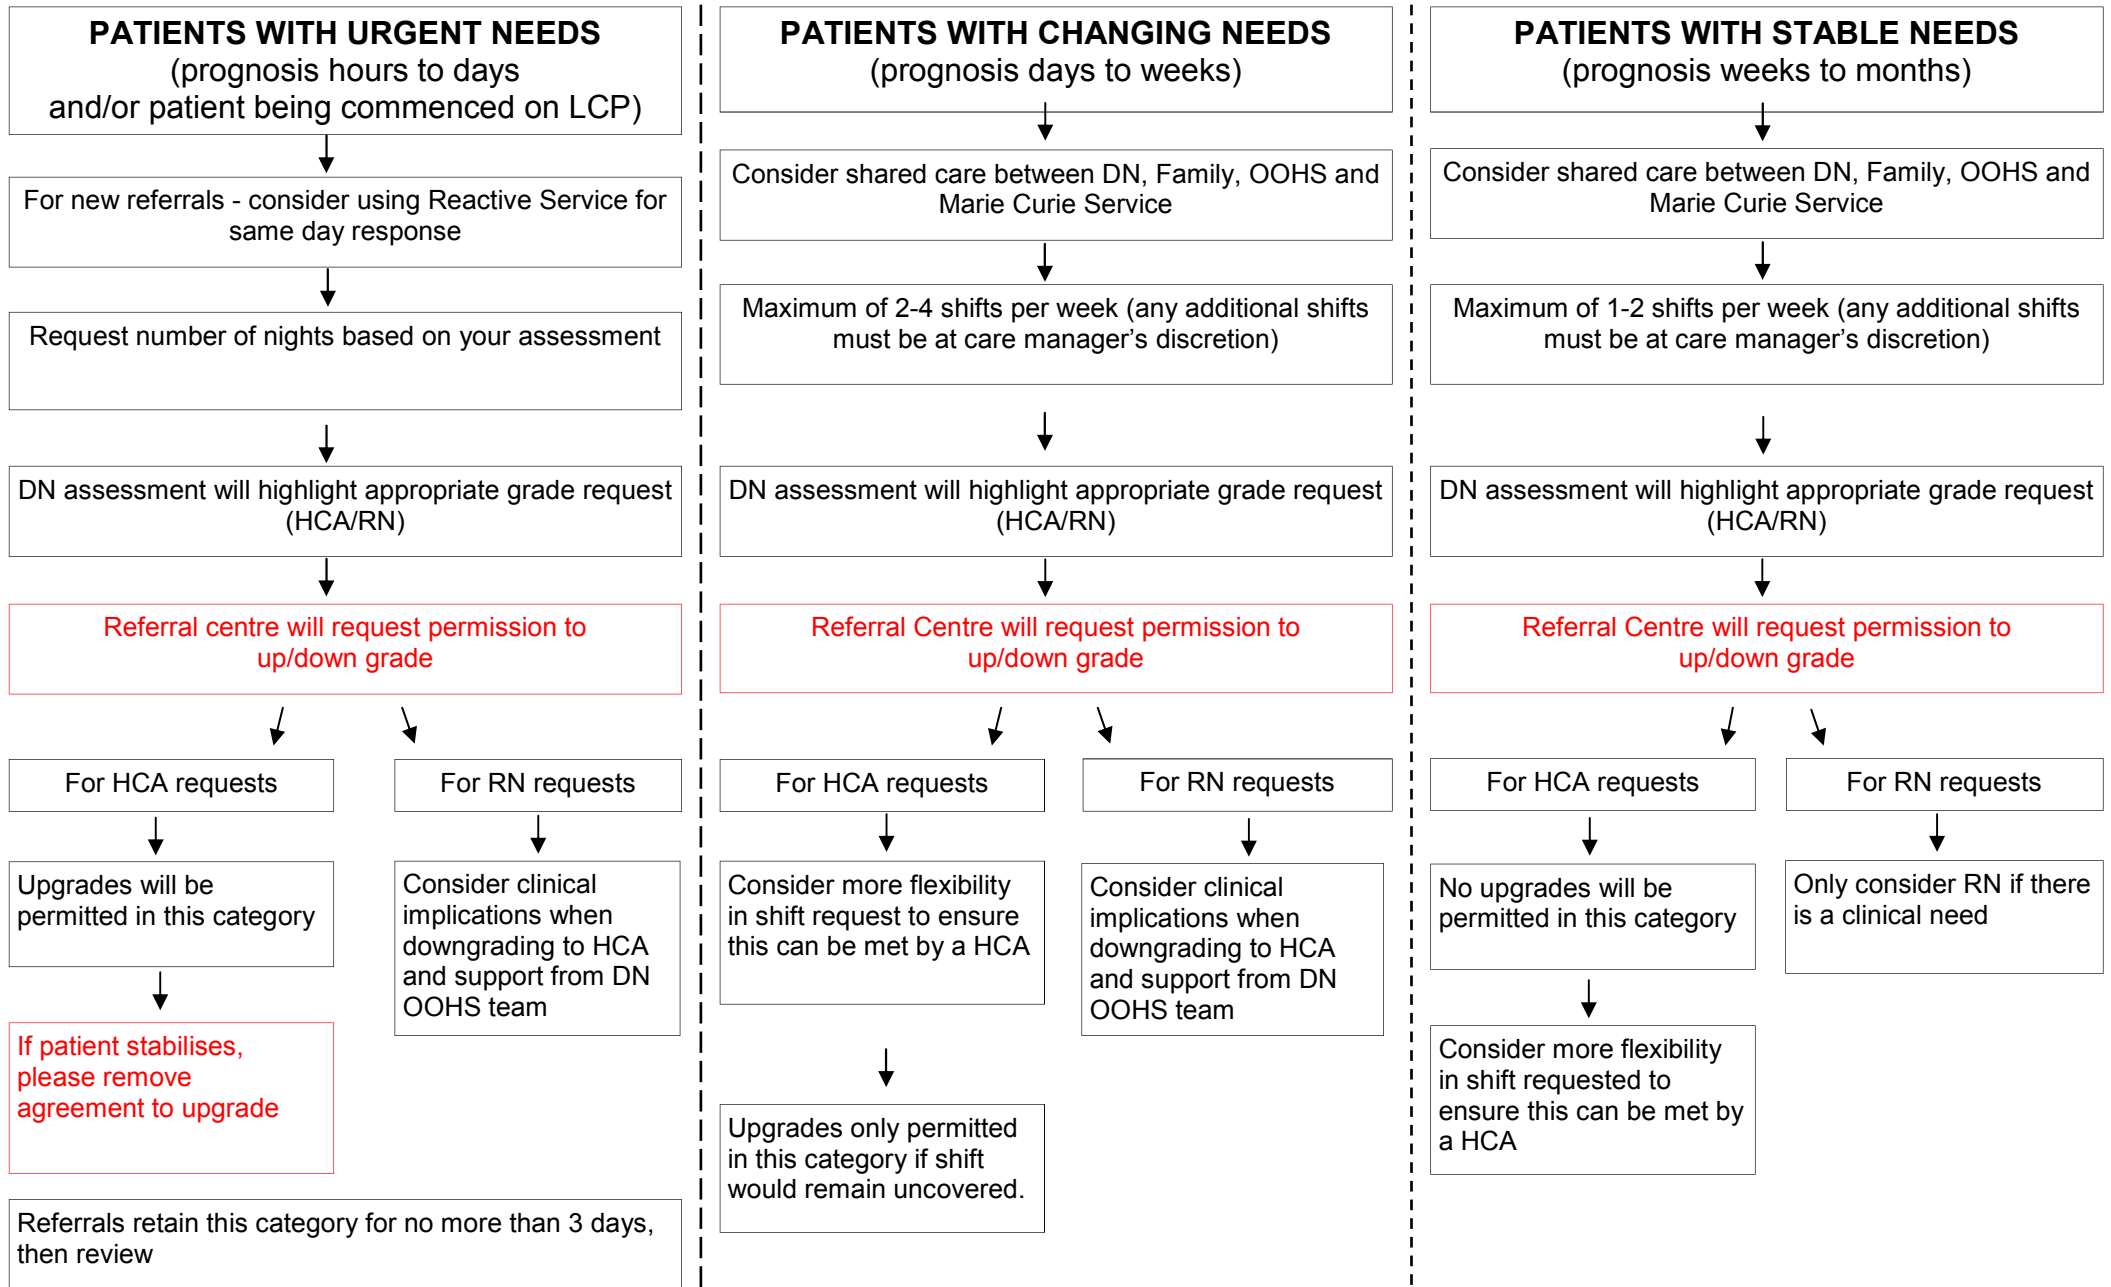 PATIENTS WITH URGENT NEEDS
(prognosis hours to days
and/or patient being commenced on LCP)
For new referrals - consider using Reactive Service for
same day response
Request number of nights based on your assessment
DN assessment will highlight appropriate grade request
(HCA/RN)
Referral centre will request permission to
up/down grade
For HCA requests
Upgrades will be
permitted in this category
If patient stabilises,
please remove
agreement to upgrade
For RN requests
Consider clinical
implications when
downgrading to HCA
and support from DN
OOHS team
Referrals retain this category for no more than 3 days,
then review
PATIENTS WITH CHANGING NEEDS
(prognosis days to weeks)
Consider shared care between DN, Family, OOHS and
Marie Curie Service
Maximum of 2-4 shifts per week (any additional shifts
must be at care manager’s discretion)
DN assessment will highlight appropriate grade request
(HCA/RN)
Referral Centre will request permission to
up/down grade
For HCA requests
Consider more flexibility
in shift request to ensure
this can be met by a HCA
Upgrades only permitted
in this category if shift
would remain uncovered.
For RN requests
Consider clinical
implications when
downgrading to HCA
and support from DN
OOHS team
PATIENTS WITH STABLE NEEDS
(prognosis weeks to months)
Consider shared care between DN, Family, OOHS and
Marie Curie Service
Maximum of 1-2 shifts per week (any additional shifts
must be at care manager’s discretion)
DN assessment will highlight appropriate grade request
(HCA/RN)
Referral Centre will request permission to
up/down grade
For HCA requests
No upgrades will be
permitted in this category
Consider more flexibility
in shift requested to
ensure this can be met by
a HCA
For RN requests
Only consider RN if there
is a clinical need